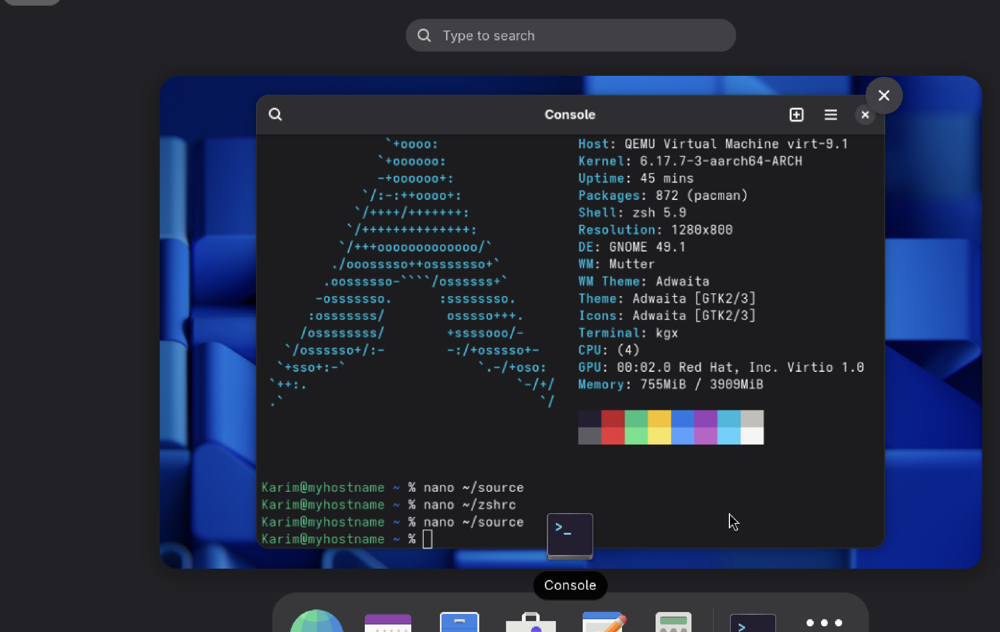 Type to search
Console
`+oooo:
Host: QEMU Virtual Machine virt-9.1
`+oooooo:
Kernel: 6.17.7-3-aarch64-ARCH
-+oooooo+:
Uptime: 45 mins
`/:-:++oooo+:
Packages: 872 (pacman)
`/++++/+++++++:
Shell: zsh 5.9
`/++++++++++++++:
Resolution: 1280x800
`/+++ooooooooooooo/`
DE: GNOME 49.1
./ooosssso++osssssso+`
WM: Mutter
.oossssso-````/ossssss+`
WM Theme: Adwaita
-osssssso.      :ssssssso.
Theme: Adwaita [GTK2/3]
:osssssss/        osssso+++.
Icons: Adwaita [GTK2/3]
/ossssssss/        +ssssooo/-
Terminal: kgx
`/ossssso+/:-        -:/+osssso+-
CPU: (4)
`+sso+:-`                 `.-/+oso:
GPU: 00:02.0 Red Hat, Inc. Virtio 1.0
`++:.                           `-/+/
Memory: 755MiB / 3909MiB
.`                                 `/
Karim@myhostname ~ % nano ~/source
Karim@myhostname ~ % nano ~/zshrc
Karim@myhostname ~ % nano ~/source
Karim@myhostname ~ %
>_
Console
>